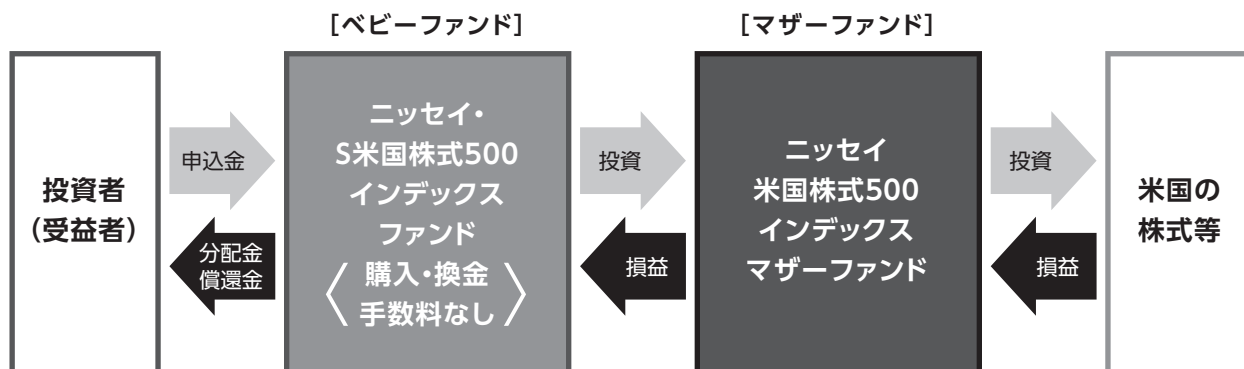 ［ベビーファンド］
［マザーファンド］
投資者
（受益者）
申込金
分配金
償還金
ニッセイ・
S米国株式500
インデックス
ファンド
〈購入・換金
手数料なし〉
投資
損益
ニッセイ
米国株式500
インデックス
マザーファンド
投資
損益
米国の
株式等